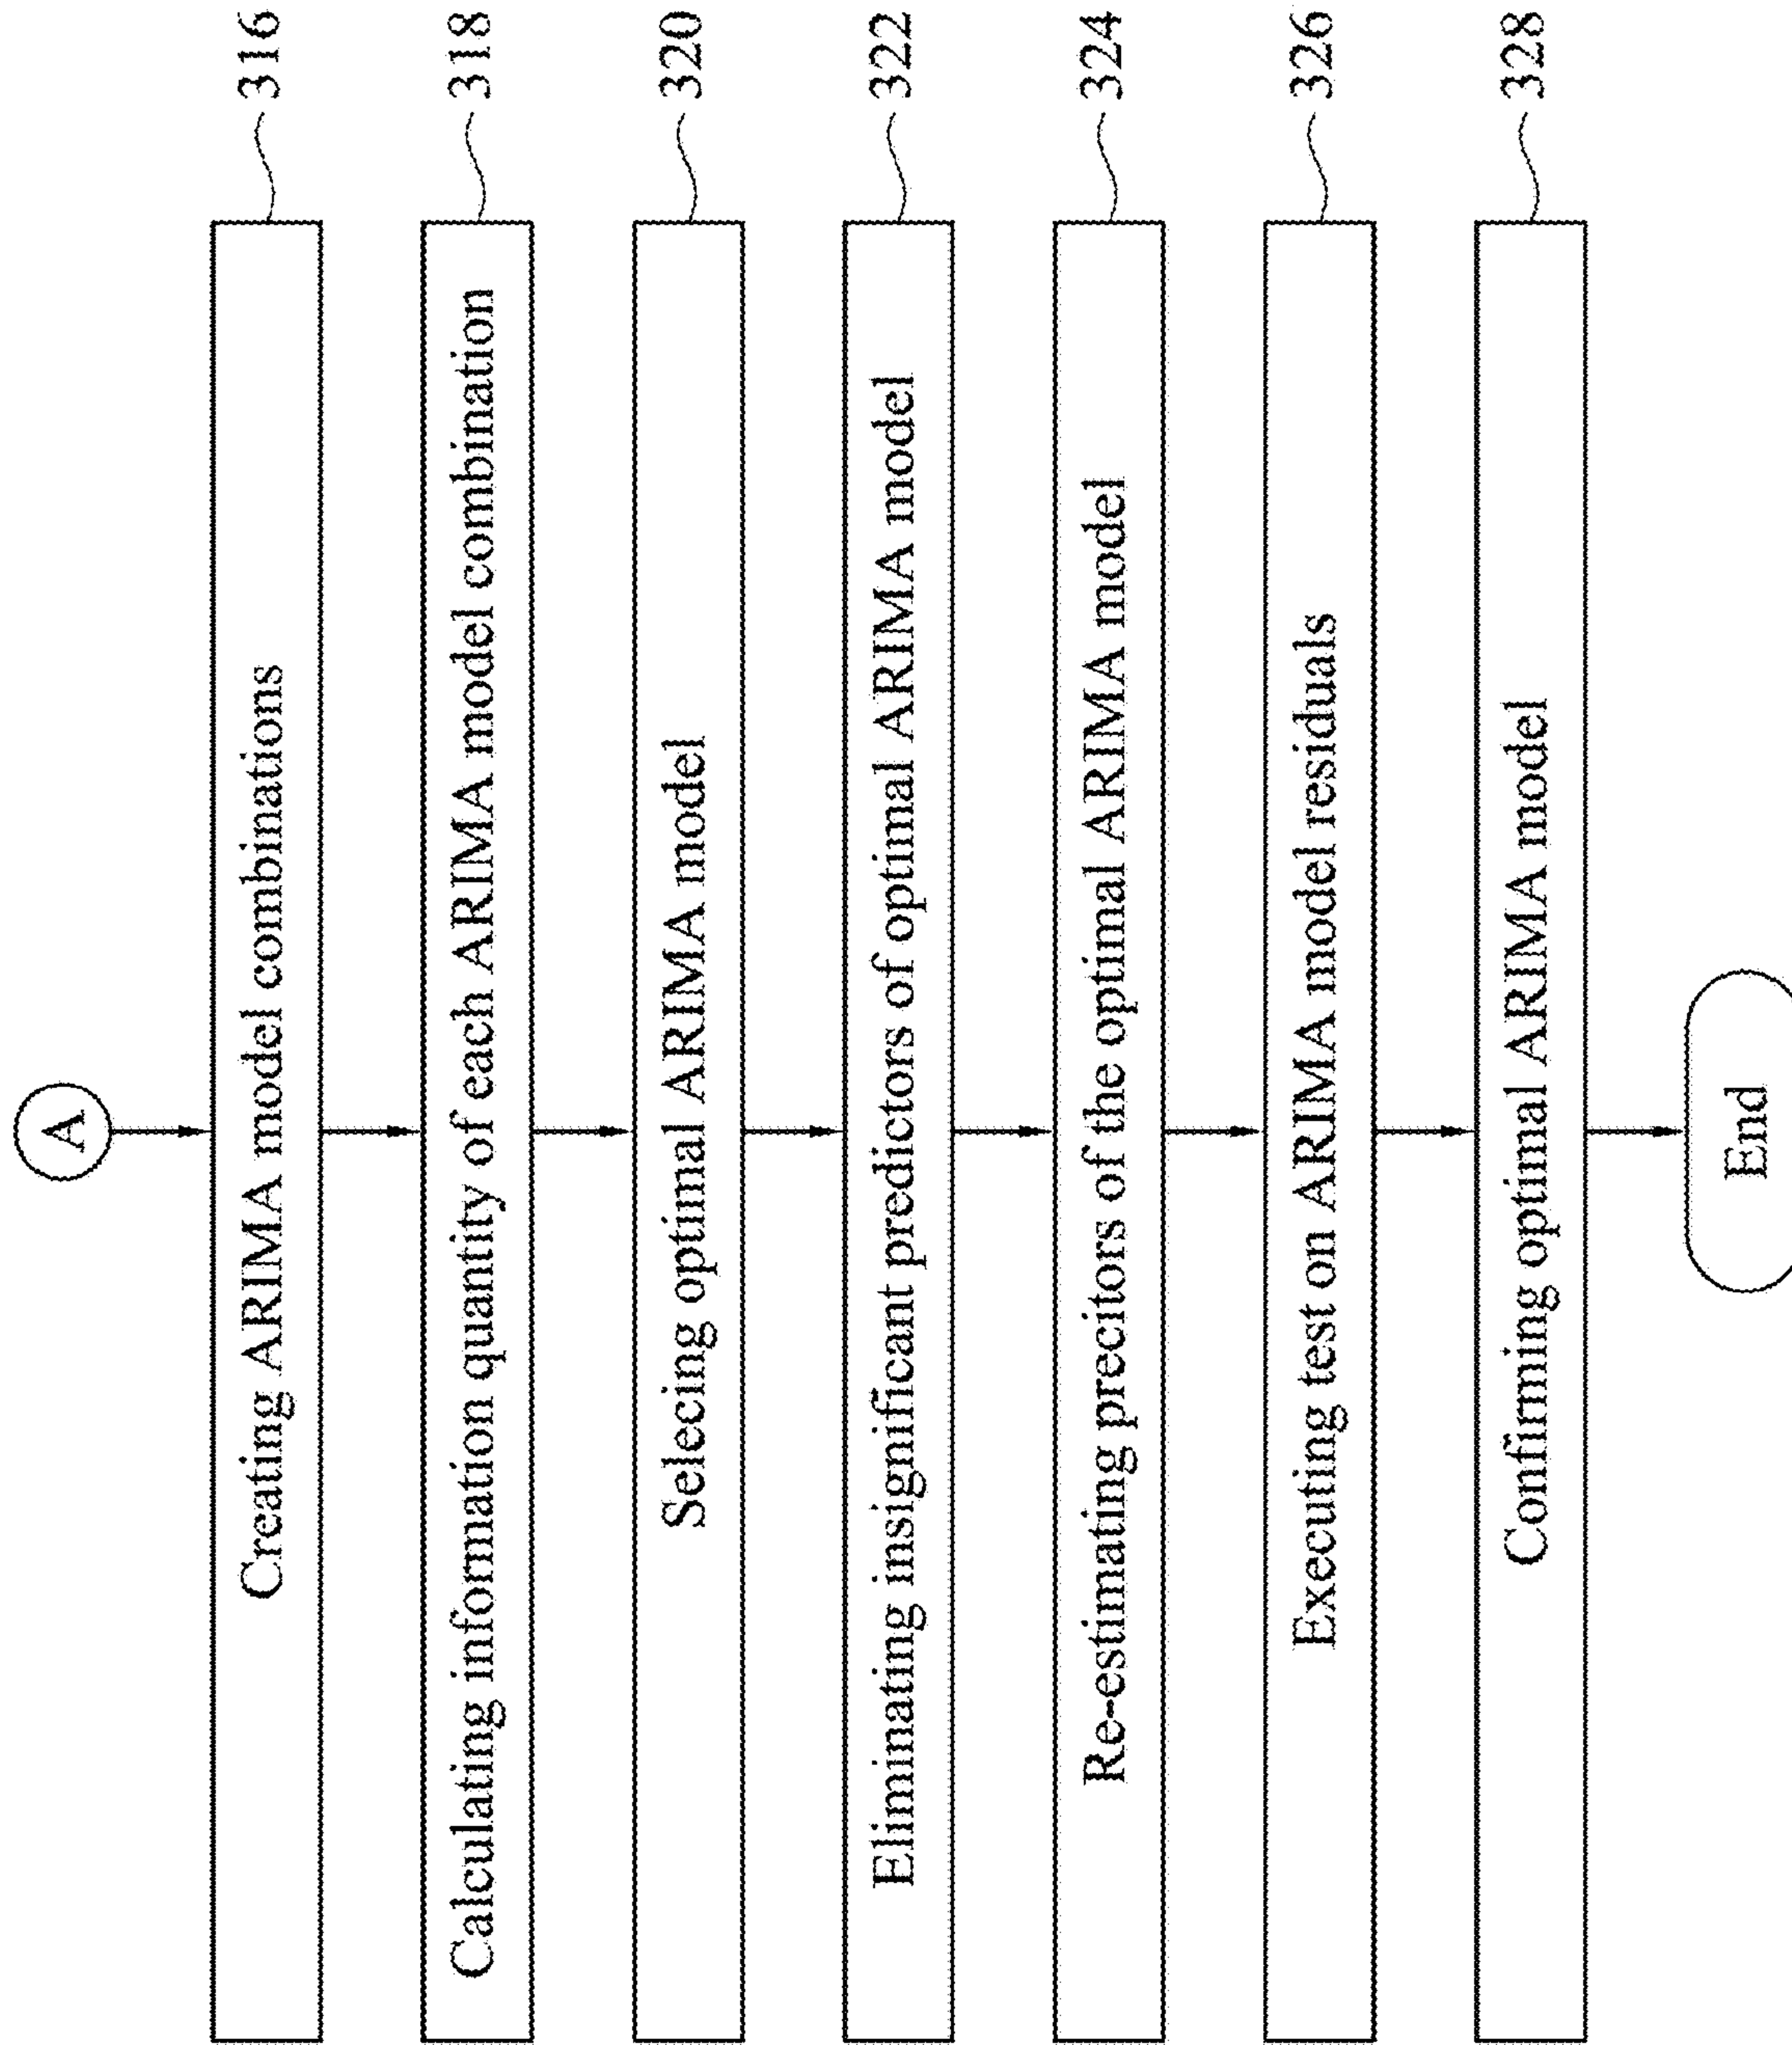 A
Creating ARIMA model combinations
316
Calculating information quantity of each ARIMA model combination
318
Selecing optimal ARIMA model
320
Eliminating insignificant predictors of optimal ARIMA model
322
Re-estimating precitors of the optimal ARIMA model
324
Executing test on ARIMA model residuals
326
Confirming optimal ARIMA model
328
End